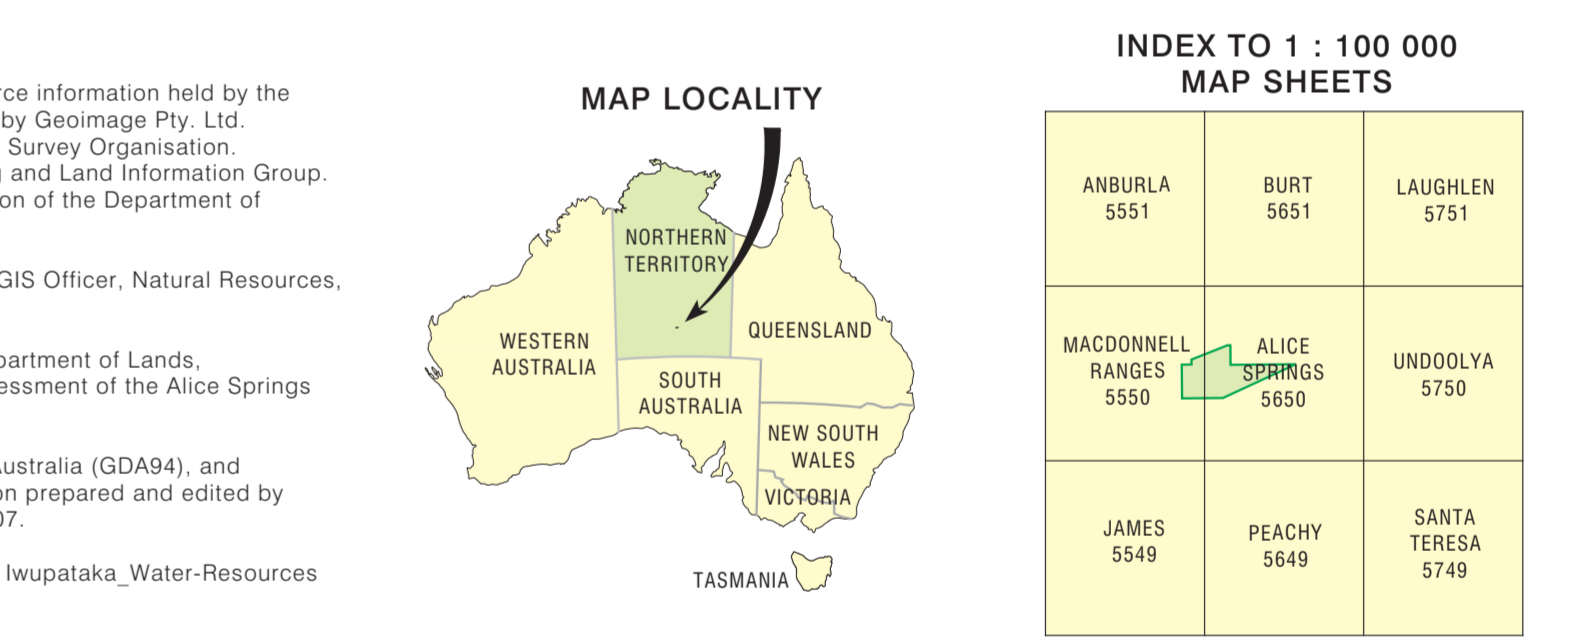 rce information held by the
by Geoimage Pty. Ltd.
Survey Organisation.
g and Land Information Group.
on of the Department of
GIS Officer, Natural Resources,
partment of Lands,
essment of the Alice Springs
Australia (GDA94), and
on prepared and edited by
07.
Iwupataka_Water-Resources
MAP LOCALITY
NORTHERN
TERRITORY
WESTERN
AUSTRALIA
QUEENSLAND
SOUTH
AUSTRALIA
NEW SOUTH
WALES
VICTORIA
TASMANIA
INDEX TO 1 : 100 000
MAP SHEETS
ANBURLA
5551
BURT
5651
LAUGHLEN
5751
MACDONNELL
RANGES
5550
ALICE
SPRINGS
5650
UNDOOLYA
5750
JAMES
5549
PEACHY
5649
SANTA
TERESA
5749